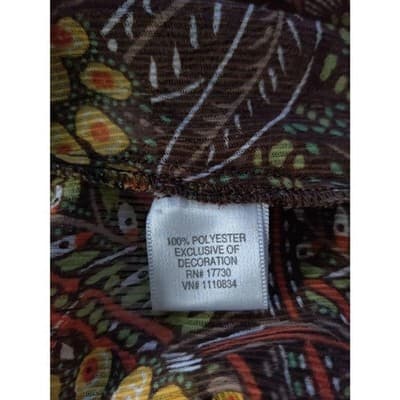 100% POLYESTER
EXCLUSIVE OF
DECORATION
RN# 17730
VN# 1110834